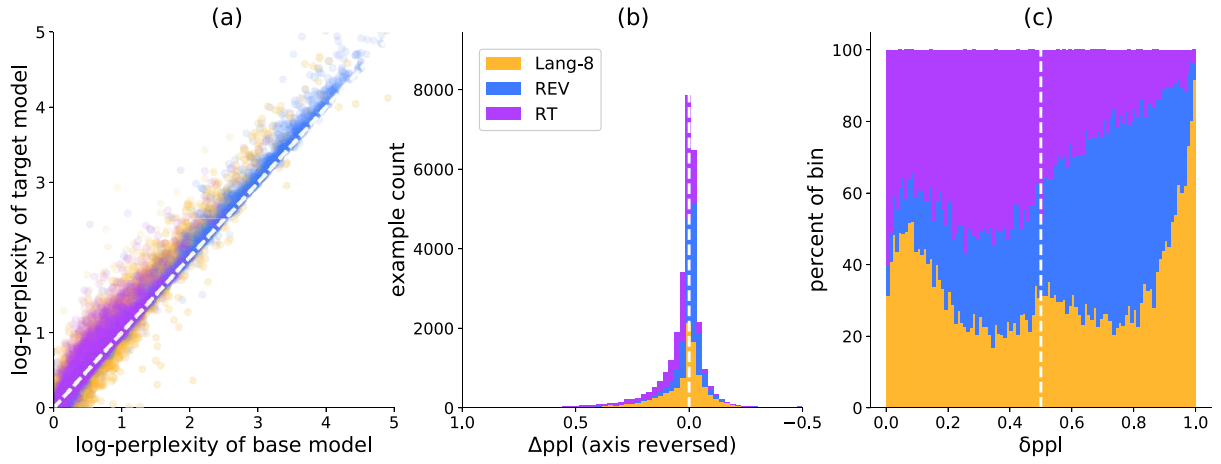 (a)
log-perplexity of target model
5
4
3
2
1
0
0 1 2 3 4 5
log-perplexity of base model
(b)
Lang-8
REV
RT
example count
8000
6000
4000
2000
0
1.0 0.5 0.0 −0.5
Δppl (axis reversed)
(c)
percent of bin
100
80
60
40
20
0
0.0 0.2 0.4 0.6 0.8 1.0
δppl